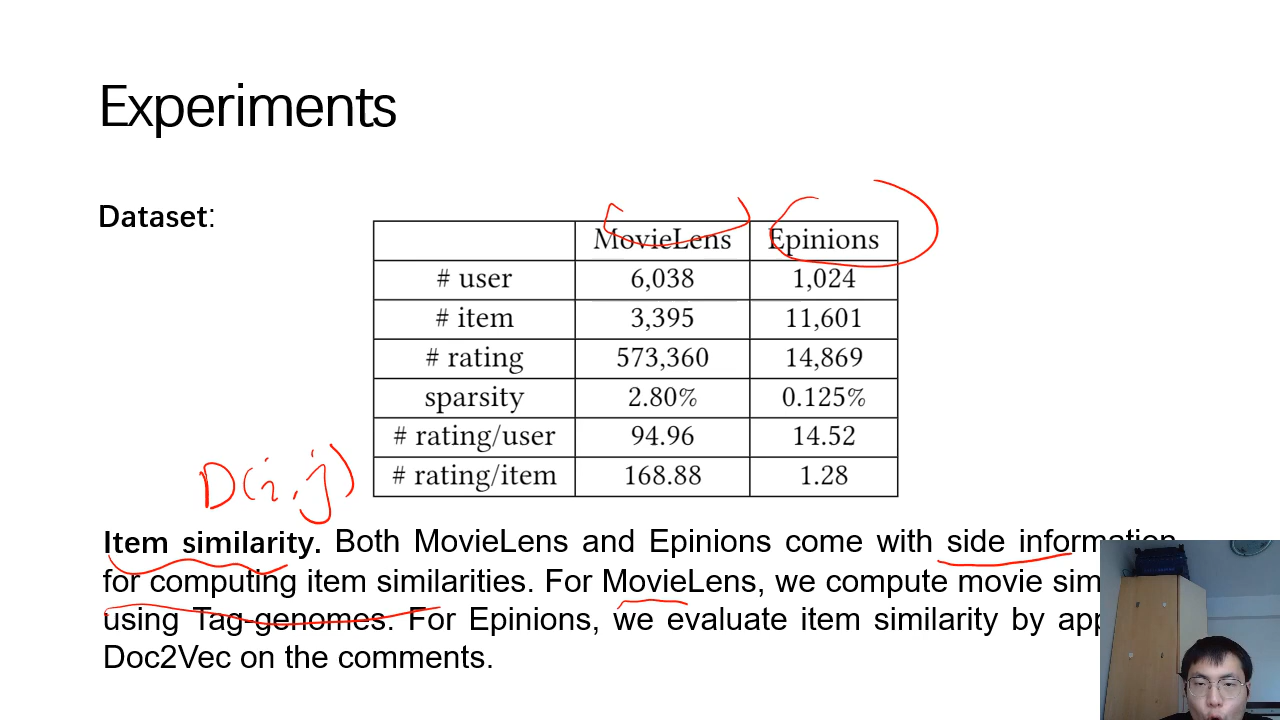 Experiments
Dataset:
MovieLens Epinions
# user 6,038 1,024
# item 3,395 11,601
# rating 573,360 14,869
sparsity 2.80% 0.125%
# rating/user 94.96 14.52
# rating/item 168.88 1.28
D(i,j)
Item similarity. Both MovieLens and Epinions come with side information
for computing item similarities. For MovieLens, we compute movie
using Tag-genomes. For Epinions, we evaluate item similarity by
Doc2Vec on the comments.